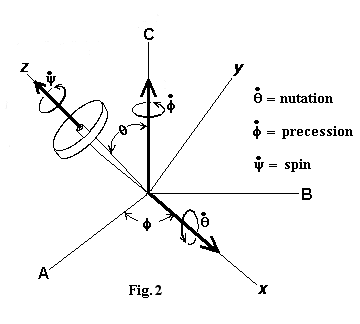 C
z
ψ̇
y
φ̇
θ
θ̇ = nutation
φ̇ = precession
ψ̇ = spin
B
φ
θ̇
A
x
Fig. 2